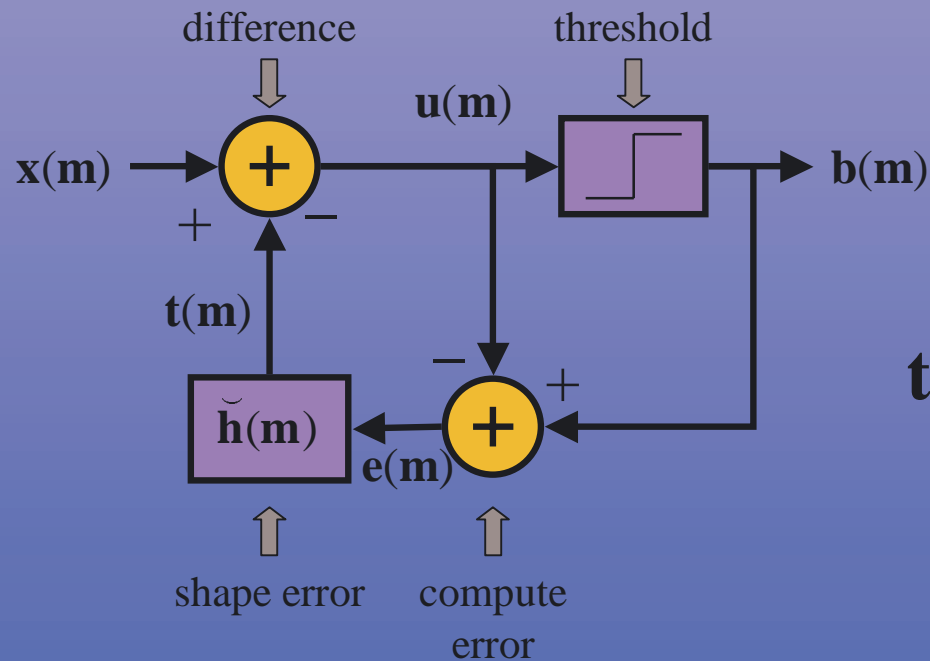 difference
threshold
u(m)
x(m)
+
b(m)
+
−
t(m)
−
+
t
h̆(m)
+
e(m)
shape error
compute
error